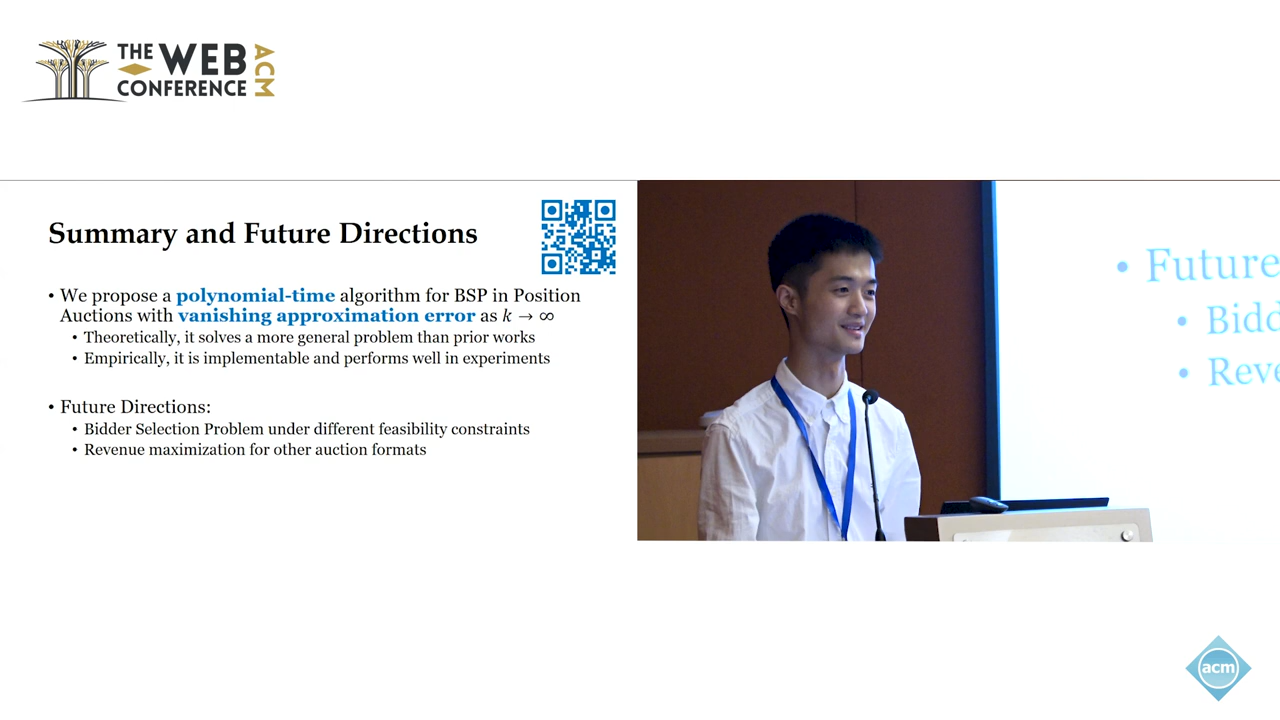 THE WEB
CONFERENCE
ACM
Summary and Future Directions
• We propose a polynomial-time algorithm for BSP in Position
Auctions with vanishing approximation error as k → ∞
• Theoretically, it solves a more general problem than prior works
• Empirically, it is implementable and performs well in experiments
• Future Directions:
• Bidder Selection Problem under different feasibility constraints
• Revenue maximization for other auction formats
• Future
• Bidd
• Reve
acm